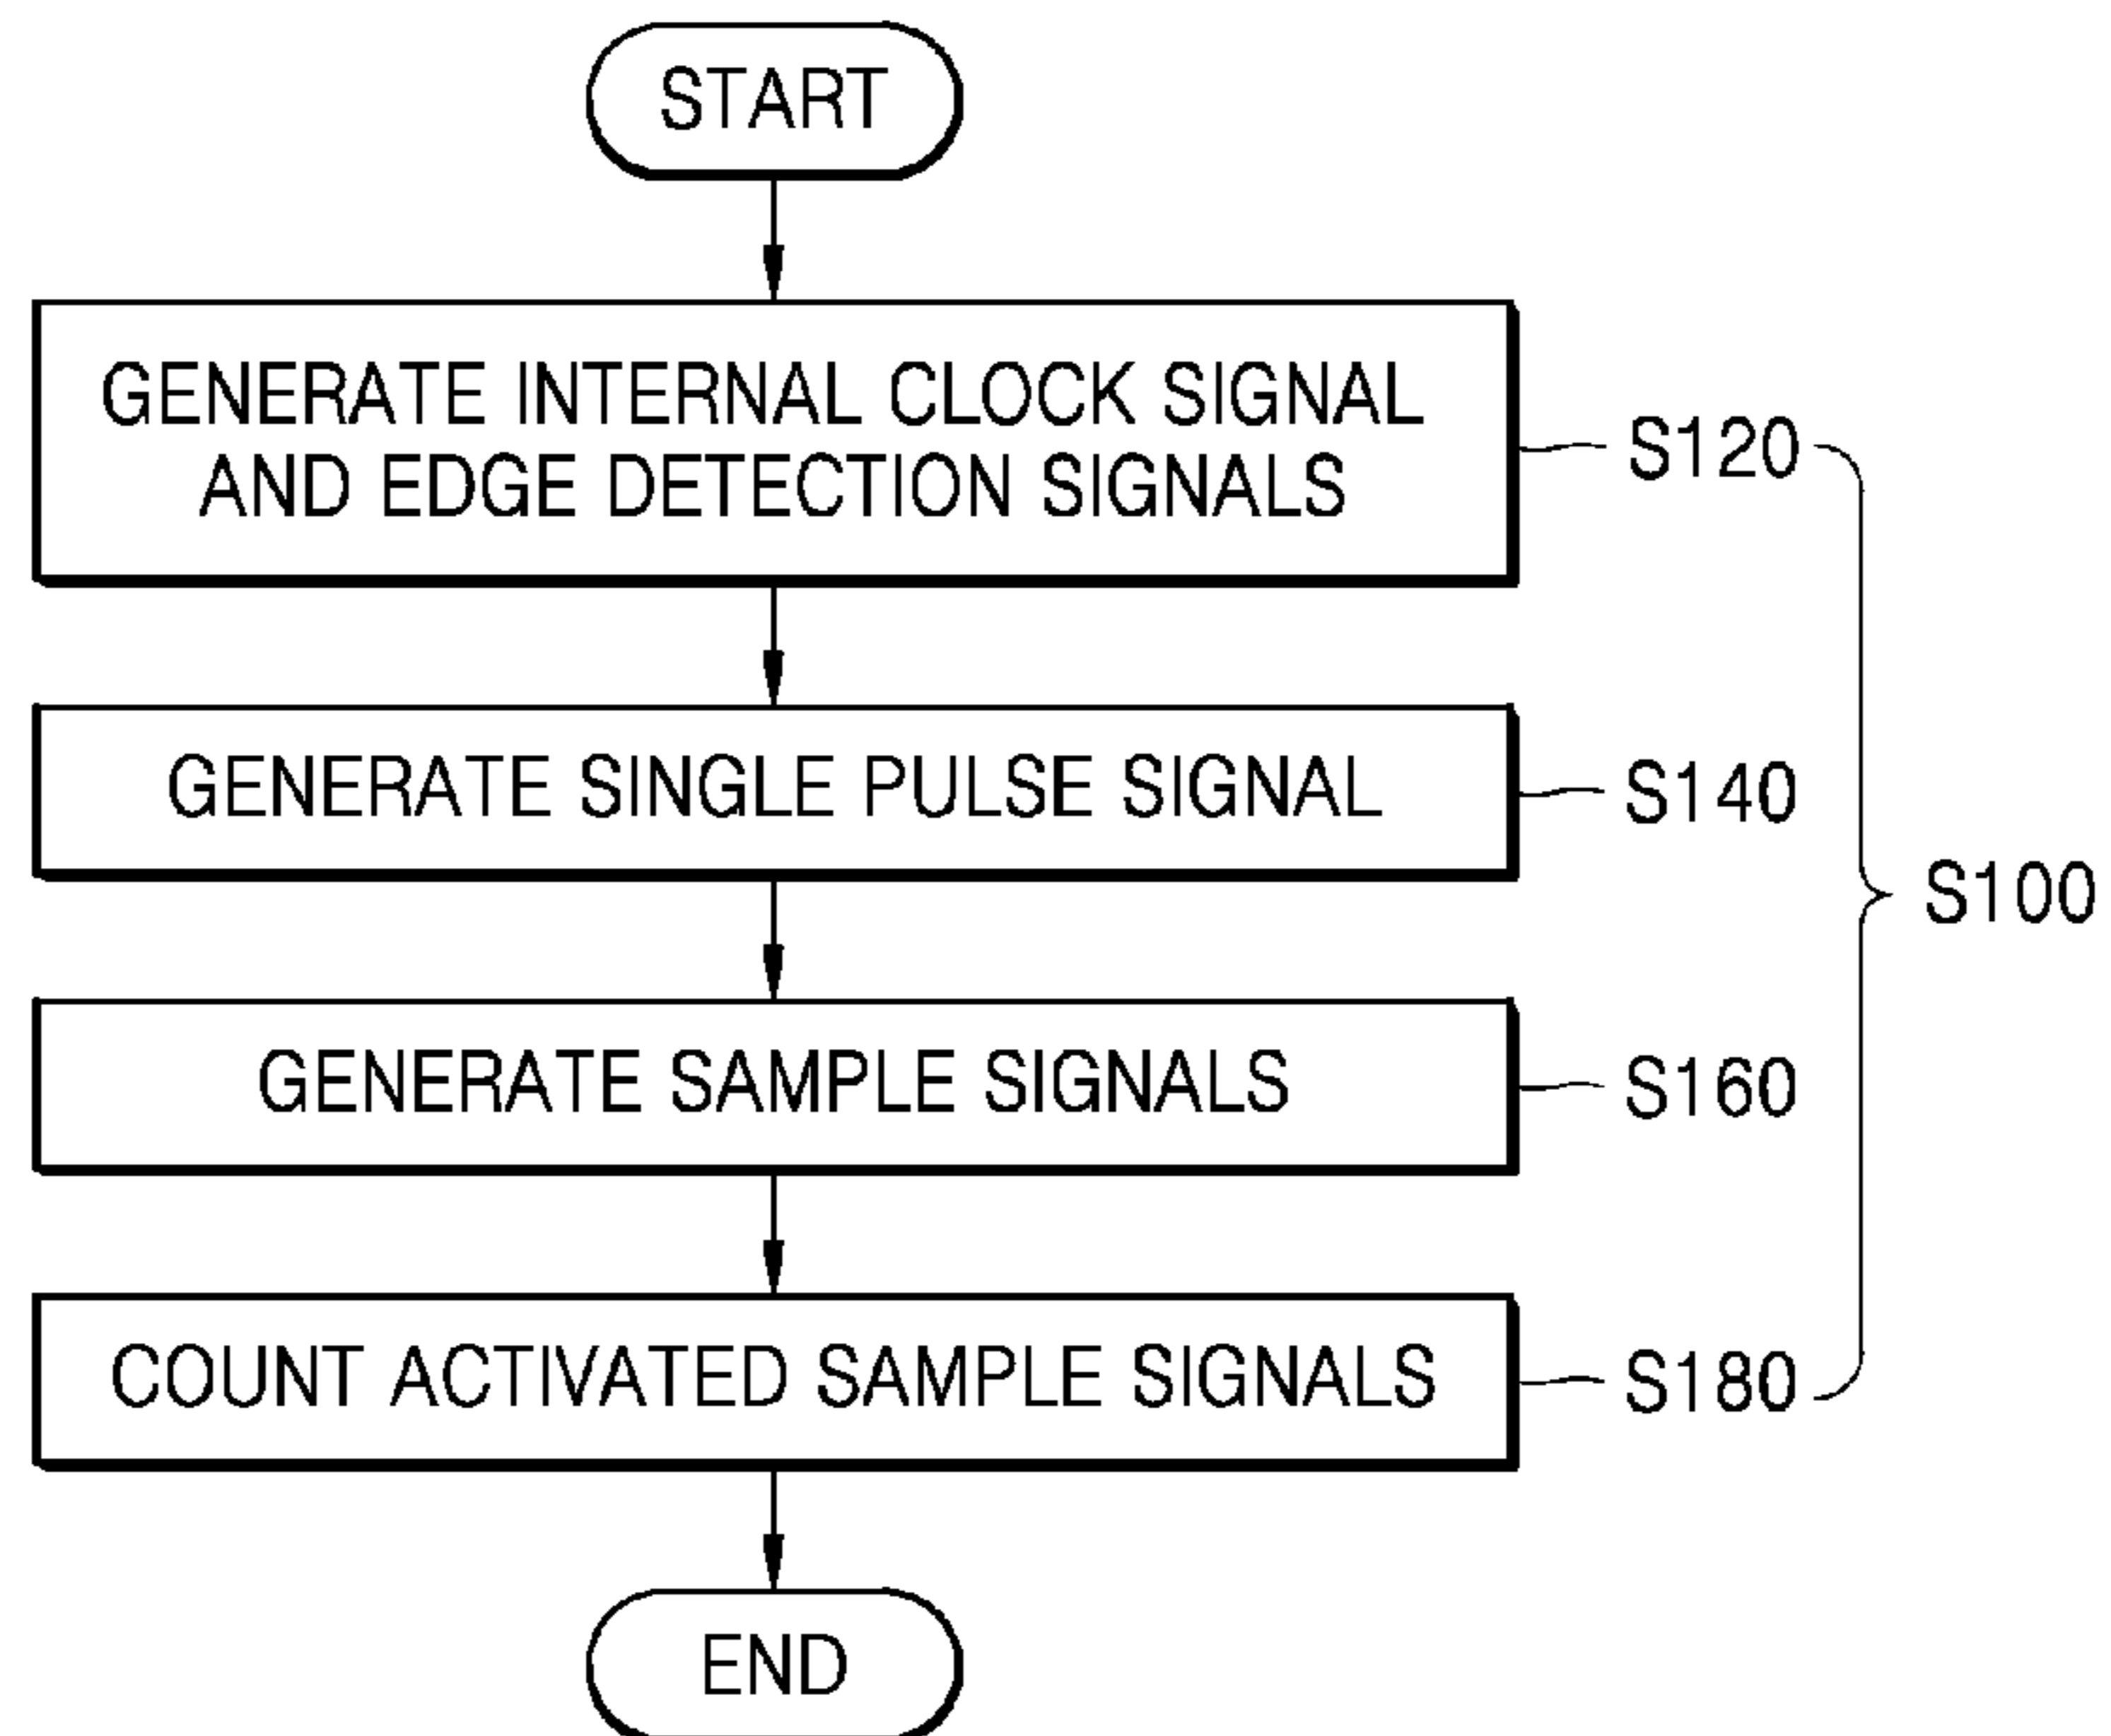 START
GENERATE INTERNAL CLOCK SIGNAL
AND EDGE DETECTION SIGNALS
S120
GENERATE SINGLE PULSE SIGNAL
S140
S100
GENERATE SAMPLE SIGNALS
S160
COUNT ACTIVATED SAMPLE SIGNALS
S180
END